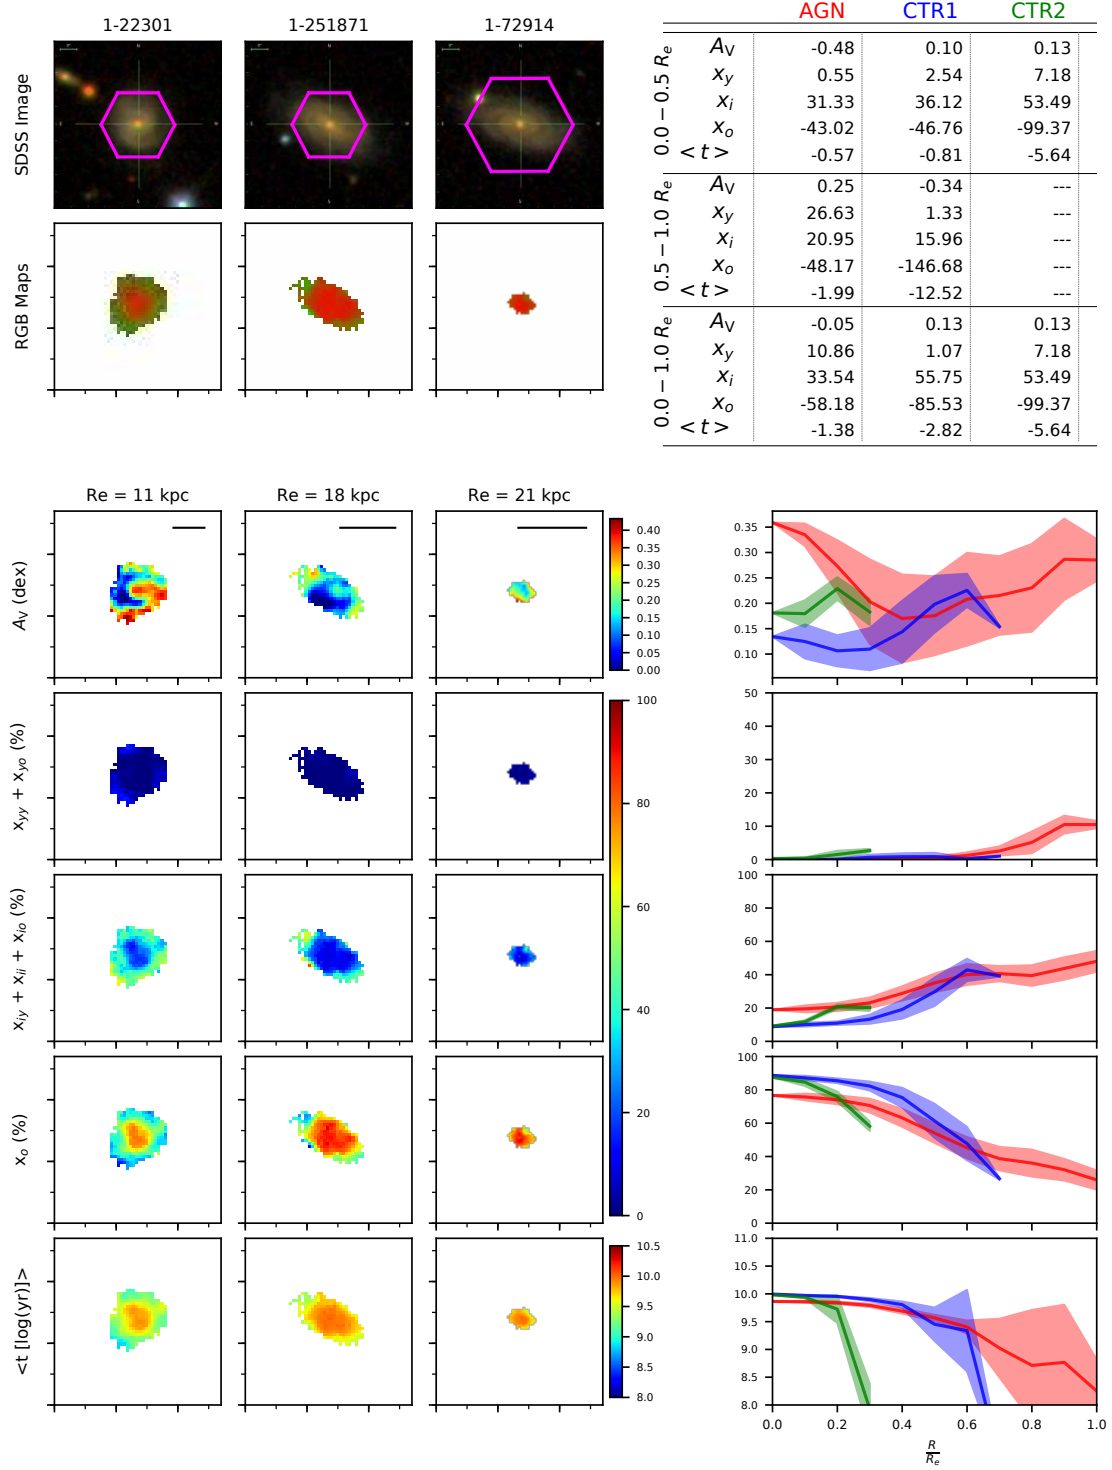 1-22301 1-251871 1-72914
SDSS Image
RGB Maps
AGN CTR1 CTR2
0.0 − 0.5 Re
AV -0.48 0.10 0.13
xy 0.55 2.54 7.18
xi 31.33 36.12 53.49
xo -43.02 -46.76 -99.37
<t> -0.57 -0.81 -5.64
0.5 − 1.0 Re
AV 0.25 -0.34 ---
xy 26.63 1.33 ---
xi 20.95 15.96 ---
xo -48.17 -146.68 ---
<t> -1.99 -12.52 ---
0.0 − 1.0 Re
AV -0.05 0.13 0.13
xy 10.86 1.07 7.18
xi 33.54 55.75 53.49
xo -58.18 -85.53 -99.37
<t> -1.38 -2.82 -5.64
Re = 11 kpc Re = 18 kpc Re = 21 kpc
AV (dex)
0.40
0.35
0.30
0.25
0.20
0.15
0.10
0.05
0.00
0.35
0.30
0.25
0.20
0.15
0.10
xyy + xyo (%)
100
80
60
40
20
0
50
40
30
20
10
0
xiy + xii + xio (%)
100
80
60
40
20
0
xo (%)
100
80
60
40
20
0
<t [log(yr)]>
10.5
10.0
9.5
9.0
8.5
8.0
11.0
10.5
10.0
9.5
9.0
8.5
8.0
0.0 0.2 0.4 0.6 0.8 1.0
R
Re